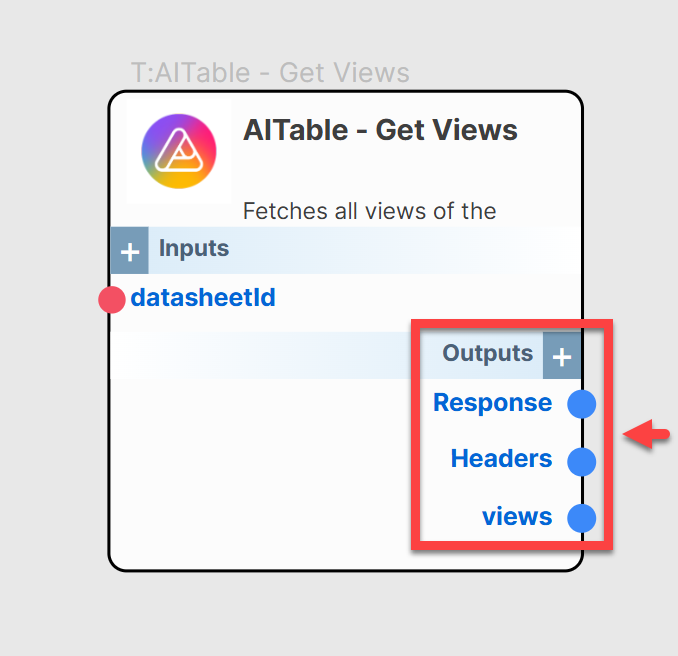 T:AITable - Get Views
AITable - Get Views
Fetches all views of the
+ Inputs
datasheetId
Outputs +
Response
Headers
views